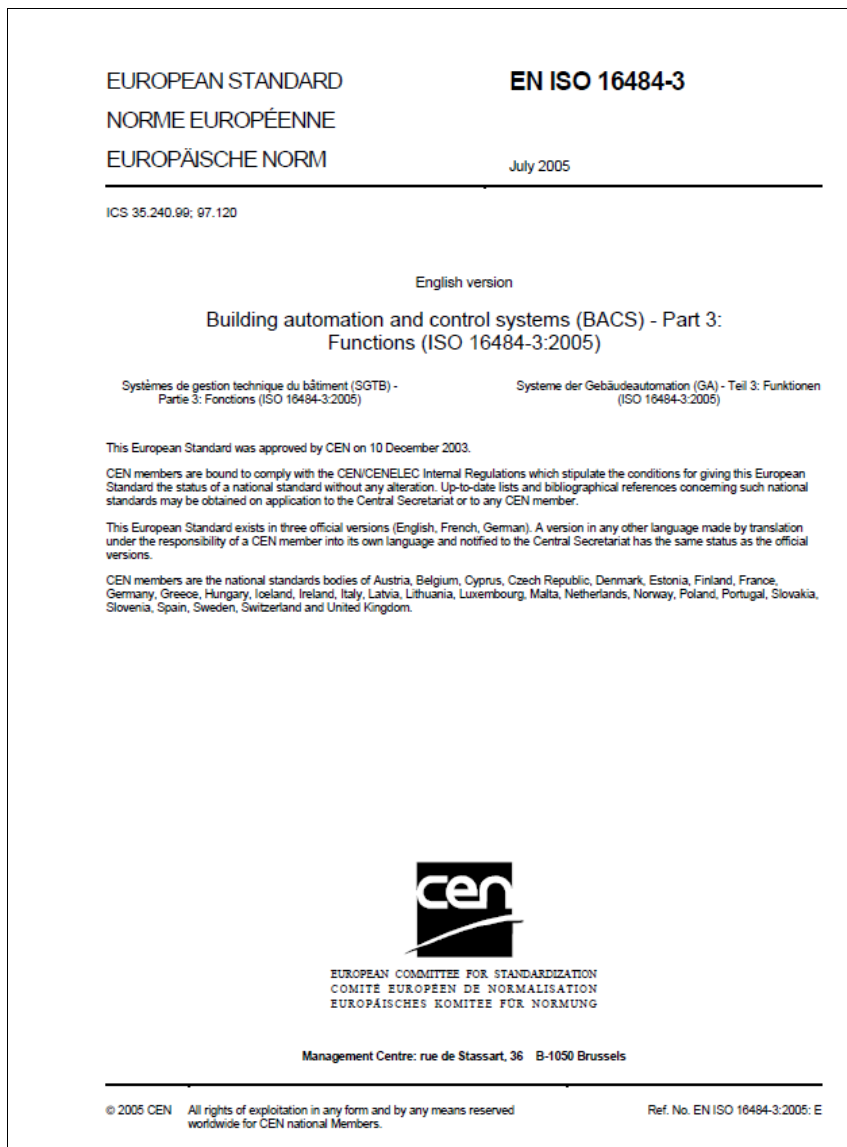 EUROPEAN STANDARD
EN ISO 16484-3
NORME EUROPÉENNE
EUROPÄISCHE NORM
July 2005
ICS 35.240.99; 97.120
English version
Building automation and control systems (BACS) - Part 3:
Functions (ISO 16484-3:2005)
Systèmes de gestion technique du bâtiment (SGTB) -
Partie 3: Fonctions (ISO 16484-3:2005)
Systeme der Gebäudeautomation (GA) - Teil 3: Funktionen
(ISO 16484-3:2005)
This European Standard was approved by CEN on 10 December 2003.
CEN members are bound to comply with the CEN/CENELEC Internal Regulations which stipulate the conditions for giving this European
Standard the status of a national standard without any alteration. Up-to-date lists and bibliographical references concerning such national
standards may be obtained on application to the Central Secretariat or to any CEN member.
This European Standard exists in three official versions (English, French, German). A version in any other language made by translation
under the responsibility of a CEN member into its own language and notified to the Central Secretariat has the same status as the official
versions.
CEN members are the national standards bodies of Austria, Belgium, Cyprus, Czech Republic, Denmark, Estonia, Finland, France,
Germany, Greece, Hungary, Iceland, Ireland, Italy, Latvia, Lithuania, Luxembourg, Malta, Netherlands, Norway, Poland, Portugal, Slovakia,
Slovenia, Spain, Sweden, Switzerland and United Kingdom.
cen
EUROPEAN COMMITTEE FOR STANDARDIZATION
COMITÉ EUROPÉEN DE NORMALISATION
EUROPÄISCHES KOMITEE FÜR NORMUNG
Management Centre: rue de Stassart, 36 B-1050 Brussels
© 2005 CEN All rights of exploitation in any form and by any means reserved
worldwide for CEN national Members.
Ref. No. EN ISO 16484-3:2005: E